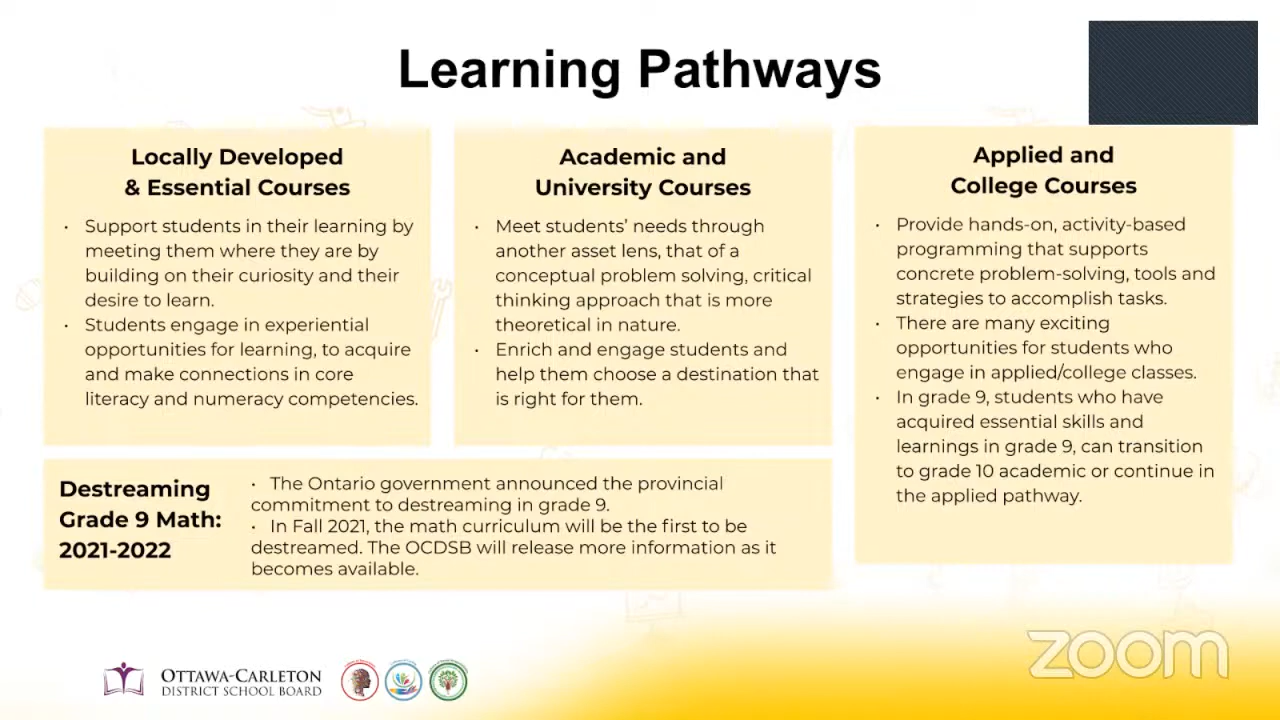 Learning Pathways
Locally Developed
& Essential Courses
• Support students in their learning by
meeting them where they are by
building on their curiosity and their
desire to learn.
• Students engage in experiential
opportunities for learning, to acquire
and make connections in core
literacy and numeracy competencies.
Academic and
University Courses
• Meet students’ needs through
another asset lens, that of a
conceptual problem solving, critical
thinking approach that is more
theoretical in nature.
• Enrich and engage students and
help them choose a destination that
is right for them.
Applied and
College Courses
• Provide hands-on, activity-based
programming that supports
concrete problem-solving, tools and
strategies to accomplish tasks.
• There are many exciting
opportunities for students who
engage in applied/college classes.
• In grade 9, students who have
acquired essential skills and
learnings in grade 9, can transition
to grade 10 academic or continue in
the applied pathway.
Destreaming
Grade 9 Math:
2021-2022
• The Ontario government announced the provincial
commitment to destreaming in grade 9.
• In Fall 2021, the math curriculum will be the first to be
destreamed. The OCDSB will release more information as it
becomes available.
OTTAWA-CARLETON
DISTRICT SCHOOL BOARD
zoom